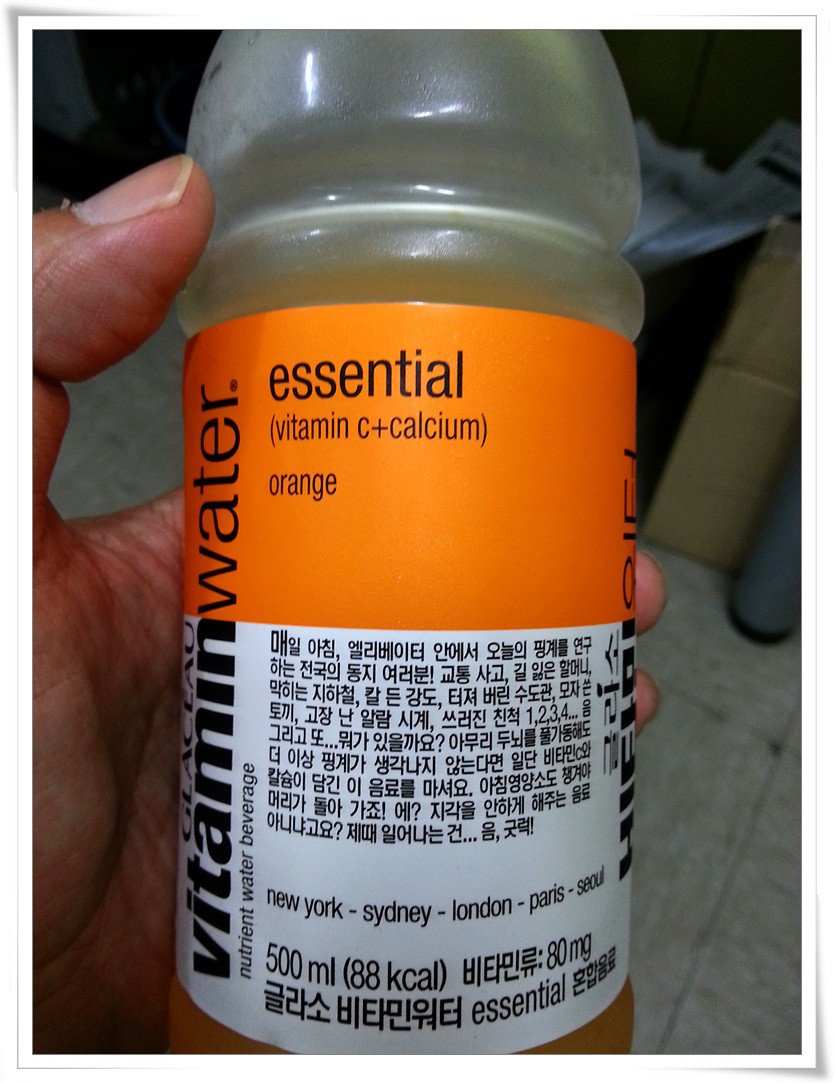 essential
(vitamin c+calcium)
orange
GLACEAU
vitaminwater®
nutrient water beverage
매일 아침, 엘리베이터 안에서 오늘의 핑계를 연구
하는 전국의 동지 여러분! 교통 사고, 길 잃은 할머니,
막히는 지하철, 칼 든 강도, 터져 버린 수도관, 모자 쓴
토끼, 고장 난 알람 시계, 쓰러진 친척 1,2,3,4... 음
그리고 또...뭐가 있을까요? 아무리 두뇌를 풀가동해도
더 이상 핑계가 생각나지 않는다면 일단 비타민c와
칼슘이 담긴 이 음료를 마셔요. 아침영양소도 챙겨야
머리가 돌아 가죠! 에? 지각을 안하게 해주는 음료
아니냐고요? 제때 일어나는 건... 음, 굿럭!
new york - sydney - london - paris - seoul
500 ml (88 kcal) 비타민류: 80 mg
글라소 비타민워터 essential 혼합음료
글라소
비타민워터